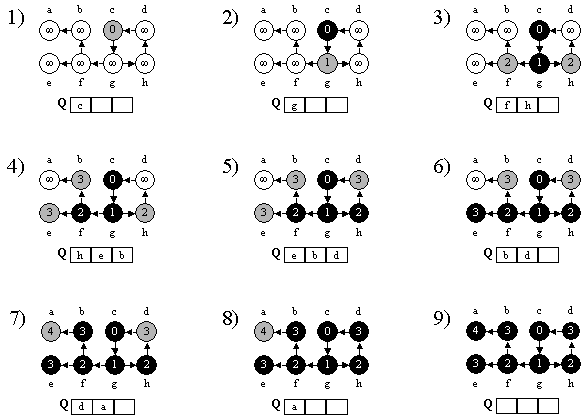 1) 2) 3)
a b c d a b c d a b c d
∞ ∞ 0 ∞ ∞ ∞ 0 ∞ ∞ ∞ 0 ∞
∞ ∞ ∞ ∞ ∞ ∞ 1 ∞ ∞ 2 1 2
e f g h e f g h e f g h
Q c Q g Q f h
4) 5) 6)
a b c d a b c d a b c d
∞ 3 0 ∞ ∞ 3 0 3 ∞ 3 0 3
3 2 1 2 3 2 1 2 3 2 1 2
e f g h e f g h e f g h
Q h e b Q e b d Q b d
7) 8) 9)
a b c d a b c d a b c d
4 3 0 3 4 3 0 3 4 3 0 3
3 2 1 2 3 2 1 2 3 2 1 2
e f g h e f g h e f g h
Q d a Q a Q